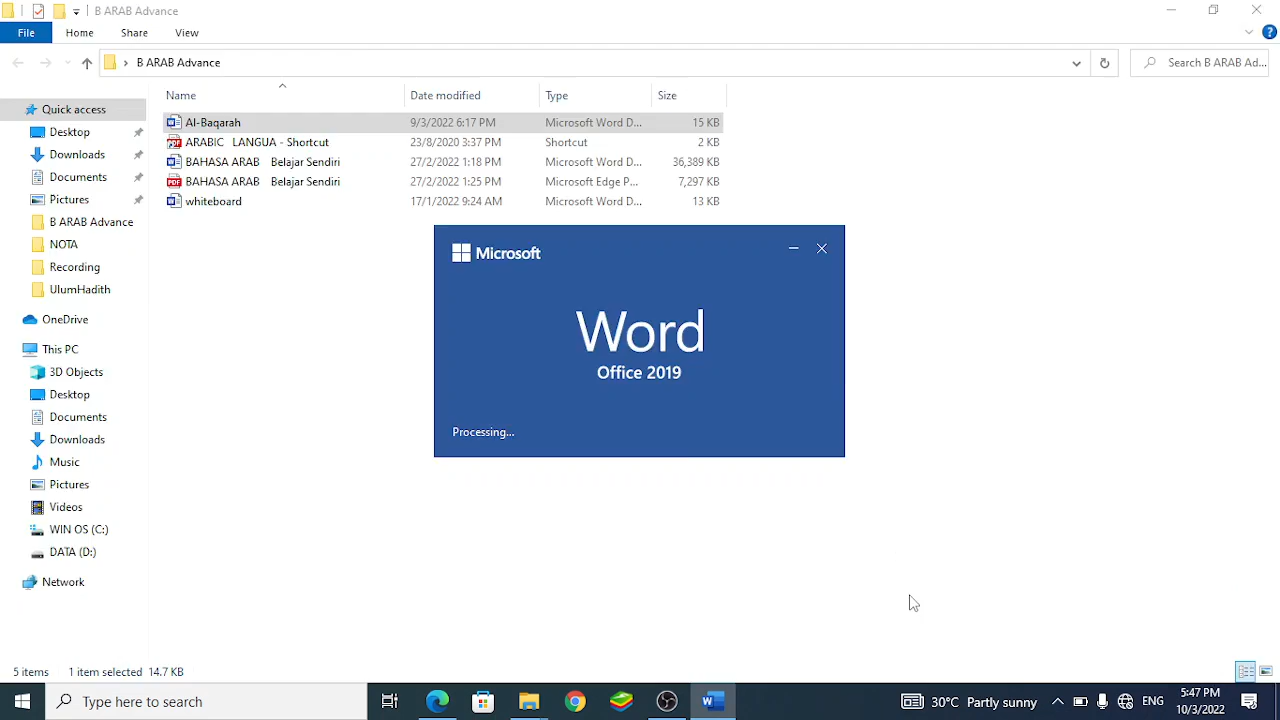 B ARAB Advance
File Home Share View
B ARAB Advance
Search B ARAB Ad...
Name Date modified Type Size
Quick access
Desktop
Downloads
Documents
Pictures
B ARAB Advance
NOTA
Recording
UlumHadith
OneDrive
This PC
3D Objects
Desktop
Documents
Downloads
Music
Pictures
Videos
WIN OS (C:)
DATA (D:)
Network
Al-Baqarah 9/3/2022 6:17 PM Microsoft Word D... 15 KB
ARABIC LANGUA - Shortcut 23/8/2020 3:37 PM Shortcut 2 KB
BAHASA ARAB Belajar Sendiri 27/2/2022 1:18 PM Microsoft Word D... 36,389 KB
BAHASA ARAB Belajar Sendiri 27/2/2022 1:25 PM Microsoft Edge P... 7,297 KB
whiteboard 17/1/2022 9:24 AM Microsoft Word D... 13 KB
Microsoft
Word
Office 2019
Processing...
5 items 1 item selected 14.7 KB
Type here to search
30°C Partly sunny
ENG
5:47 PM
10/3/2022